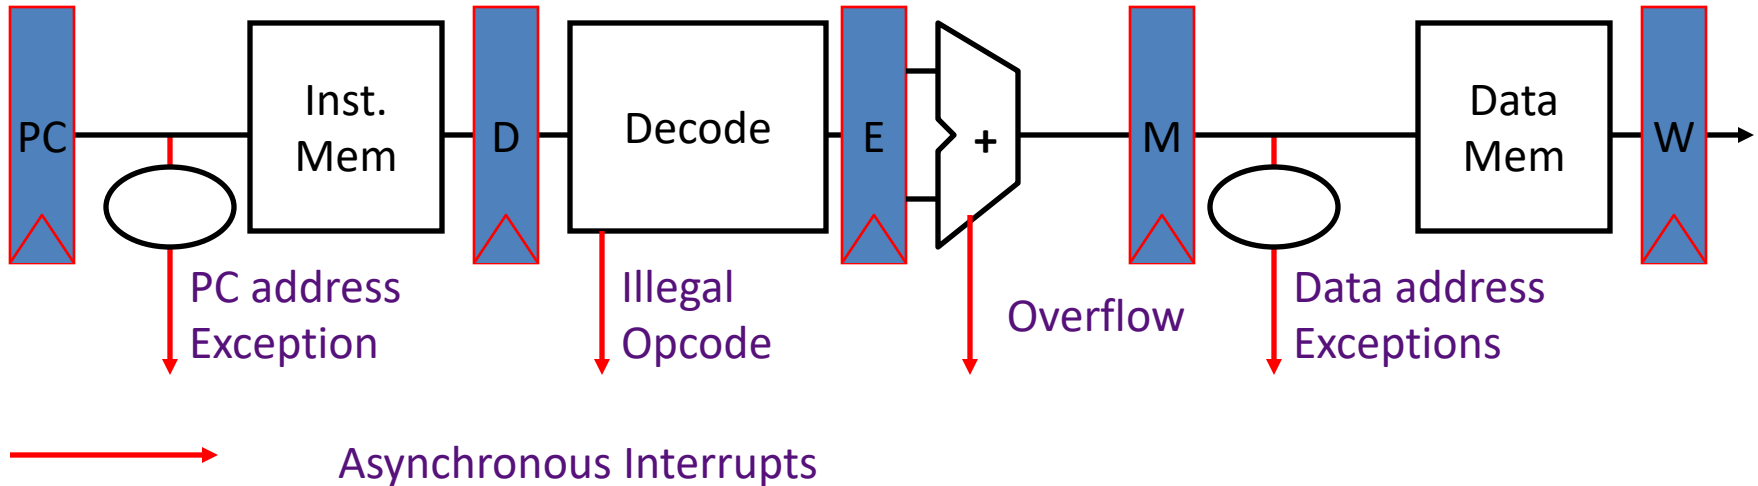 PC
Inst.
Mem
D
Decode
E
+
M
Data
Mem
W
PC address
Exception
Illegal
Opcode
Overflow
Data address
Exceptions
Asynchronous Interrupts